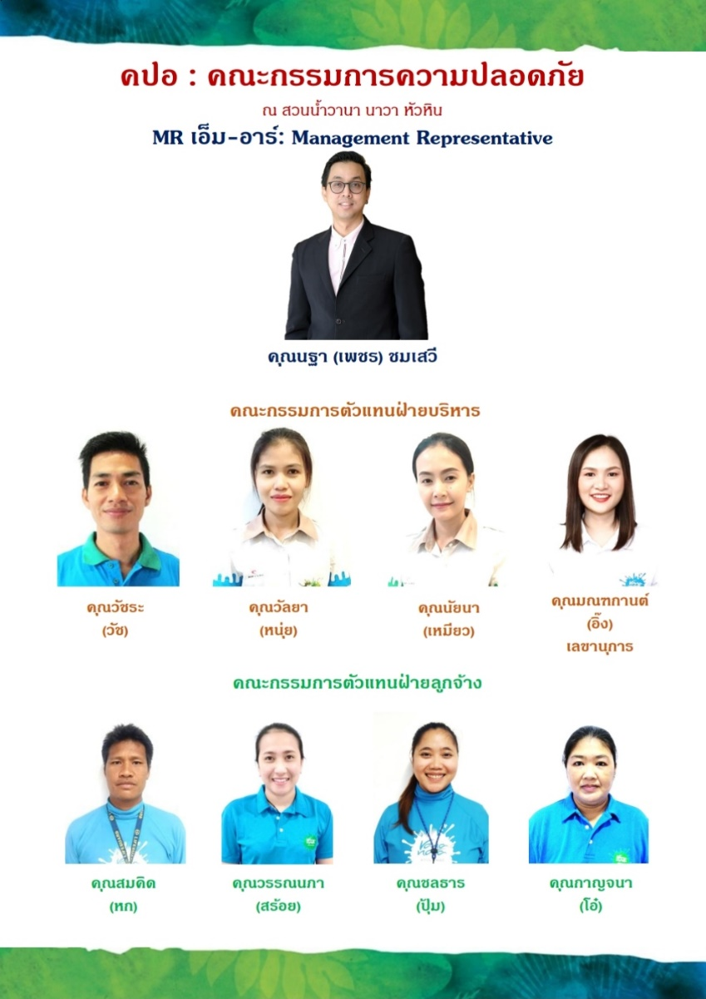 คปอ : คณะกรรมการความปลอดภัย
ณ สวนน้ำวานา นาวา หัวหิน
MR เอ็ม-อาร์: Management Representative
คุณนฐา (เพชร) ชมเสวี
คณะกรรมการตัวแทนฝ่ายบริหาร
คุณวัชระ
(วัช)
คุณวัลยา
(หนุ่ย)
คุณนัยนา
(เหมียว)
คุณมณฑกานต์
(อิ๊ง)
เลขานุการ
คณะกรรมการตัวแทนฝ่ายลูกจ้าง
คุณสมคิด
(หก)
คุณวรรณนภา
(สร้อย)
คุณชลธาร
(ปุ้ม)
คุณกาญจนา
(โอ๋)